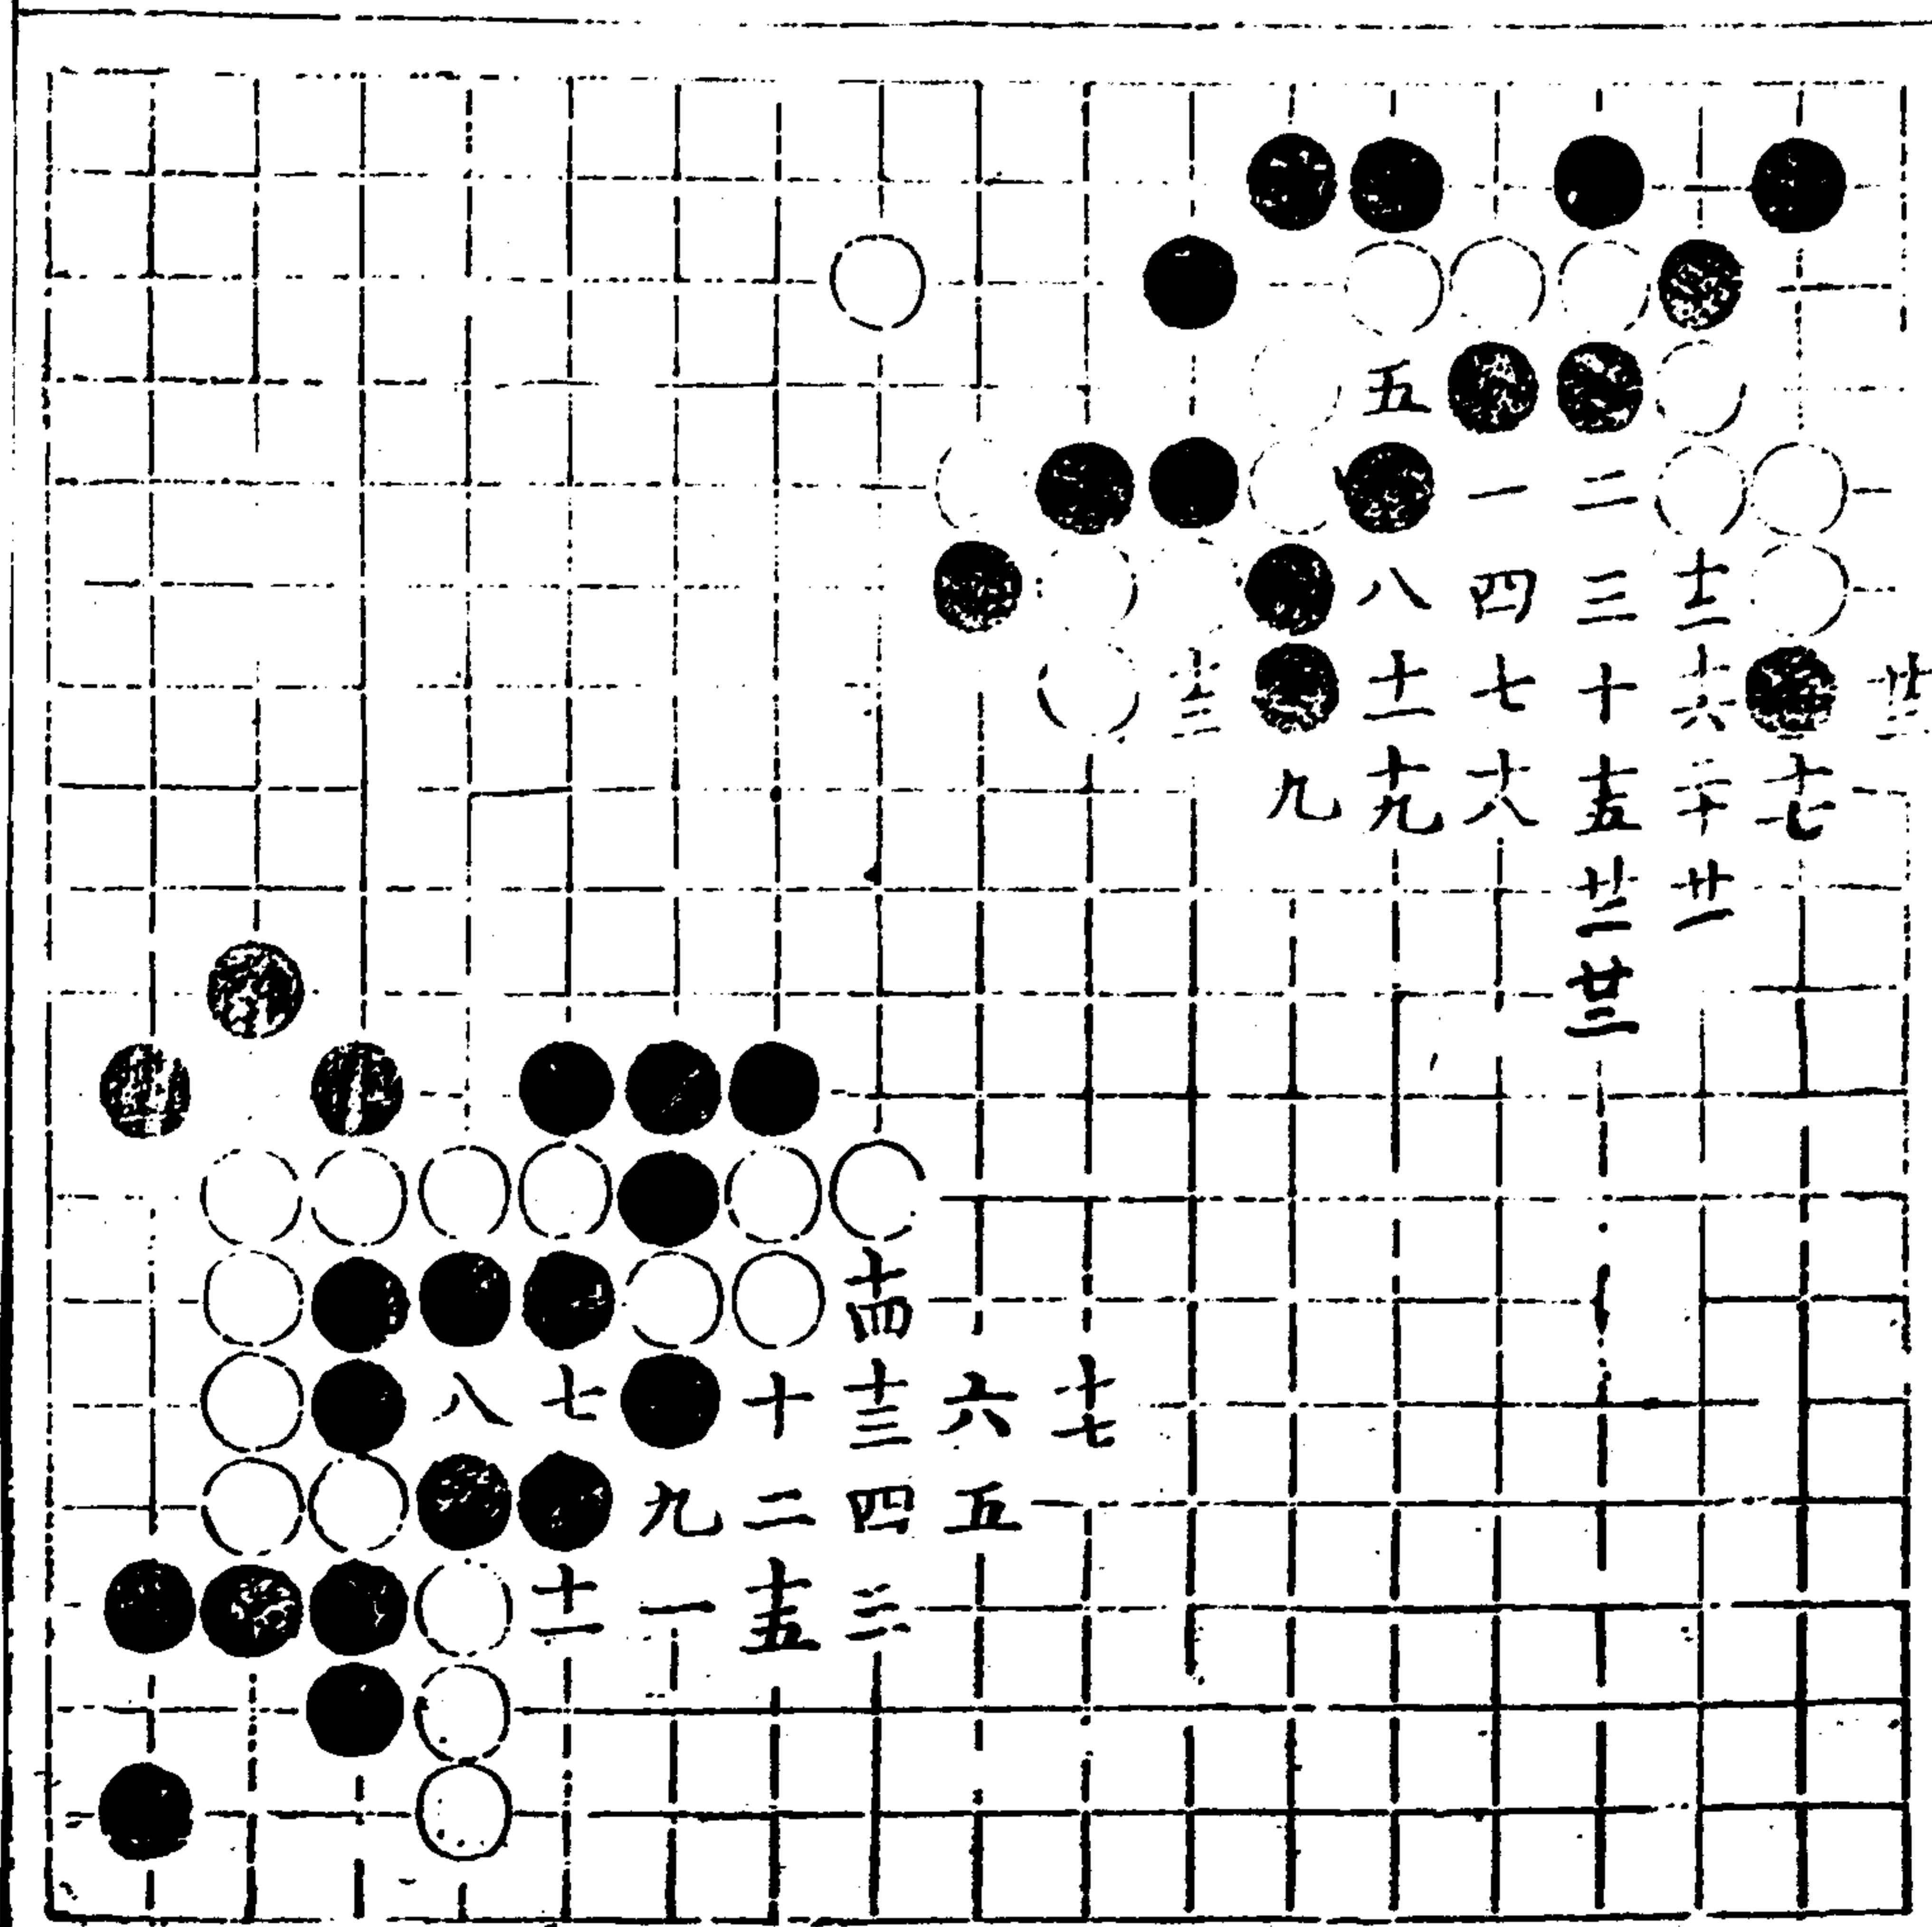 五
一 二
八 四 三 十二
十三 十一 七 十 十六 廿三
九 十九 十八 十五 二十 十七
廿二 廿一
廿三
十四
八 七 十 十三 六 十七
九 二 四 五
十一 一 十五 三